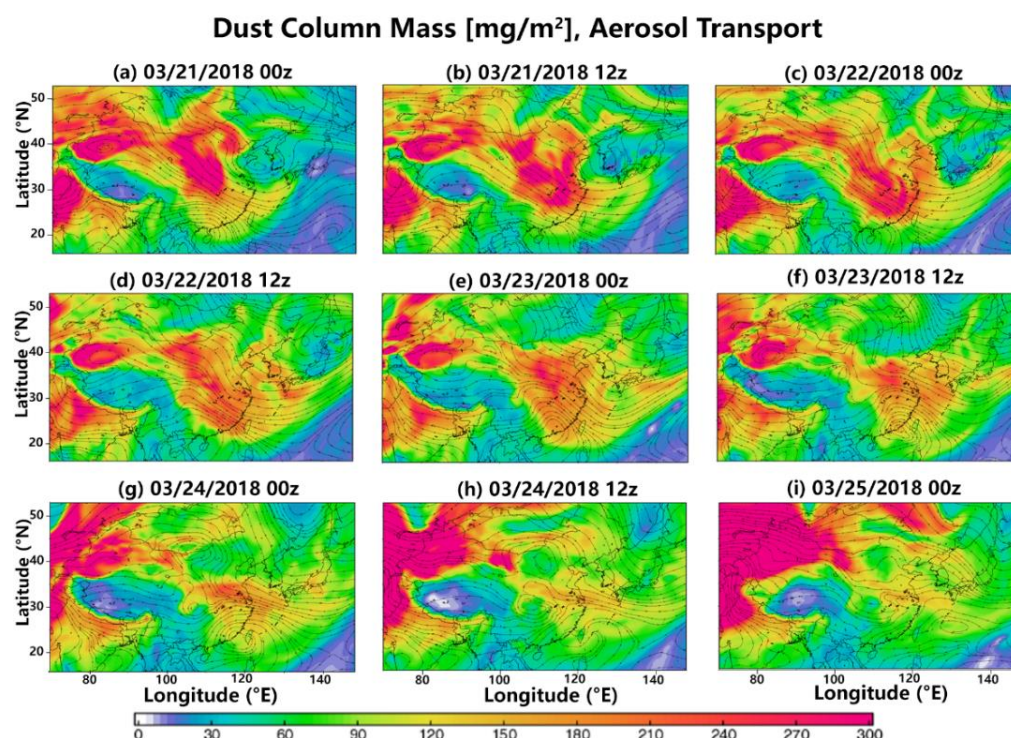 Dust Column Mass [mg/m²], Aerosol Transport
(a) 03/21/2018 00z
(b) 03/21/2018 12z
(c) 03/22/2018 00z
Latitude (°N)
50
40
30
20
(d) 03/22/2018 12z
(e) 03/23/2018 00z
(f) 03/23/2018 12z
Latitude (°N)
50
40
30
20
(g) 03/24/2018 00z
(h) 03/24/2018 12z
(i) 03/25/2018 00z
Latitude (°N)
50
40
30
20
80 100 120 140
80 100 120 140
80 100 120 140
Longitude (°E)
Longitude (°E)
Longitude (°E)
0 30 60 90 120 150 180 210 240 270 300